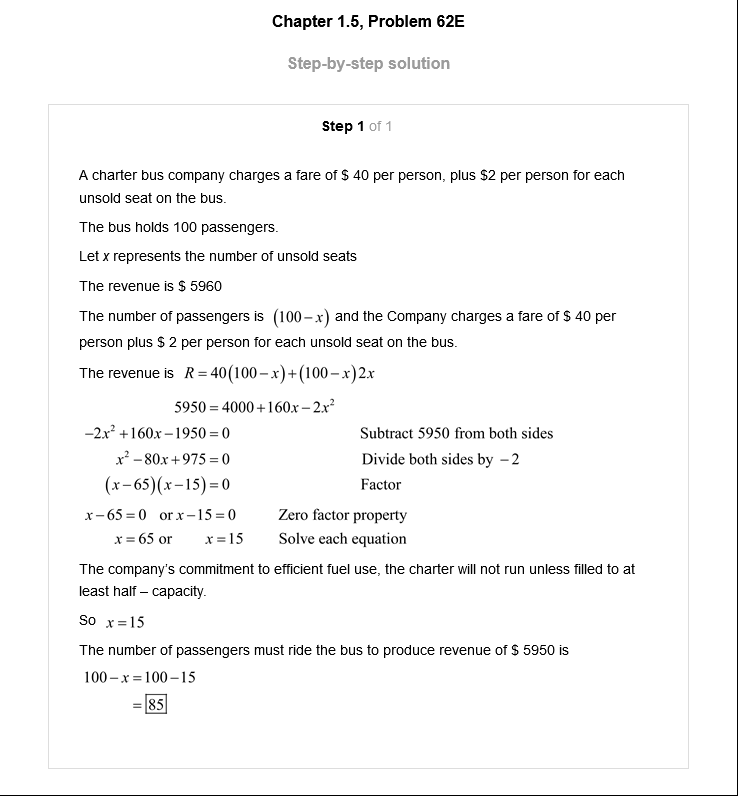 Chapter 1.5, Problem 62E
Step-by-step solution
Step 1 of 1
A charter bus company charges a fare of $ 40 per person, plus $2 per person for each
unsold seat on the bus.
The bus holds 100 passengers.
Let x represents the number of unsold seats
The revenue is $ 5960
The number of passengers is (100−x) and the Company charges a fare of $ 40 per
person plus $ 2 per person for each unsold seat on the bus.
The revenue is R = 40(100−x)+(100−x)2x
5950 = 4000+160x−2x²
−2x² +160x−1950 = 0 Subtract 5950 from both sides
x² −80x+975 = 0 Divide both sides by −2
(x−65)(x−15) = 0 Factor
x−65 = 0 or x−15 = 0 Zero factor property
x = 65 or x = 15 Solve each equation
The company's commitment to efficient fuel use, the charter will not run unless filled to at
least half – capacity.
So x = 15
The number of passengers must ride the bus to produce revenue of $ 5950 is
100−x = 100−15
= 85